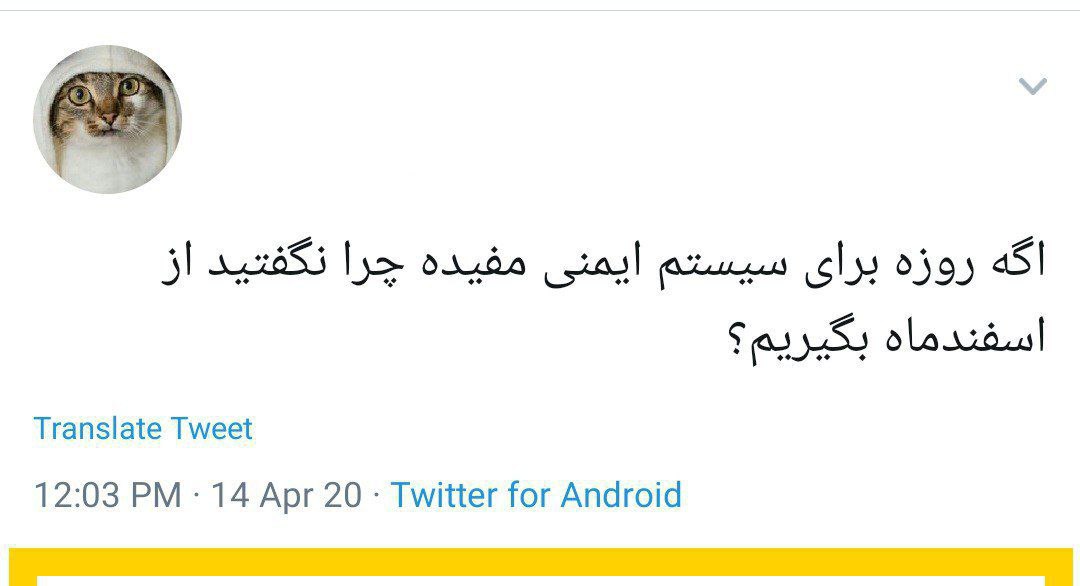 اگه روزه برای سیستم ایمنی مفیده چرا نگفتید از
اسفندماه بگیریم؟
Translate Tweet
12:03 PM · 14 Apr 20 · Twitter for Android